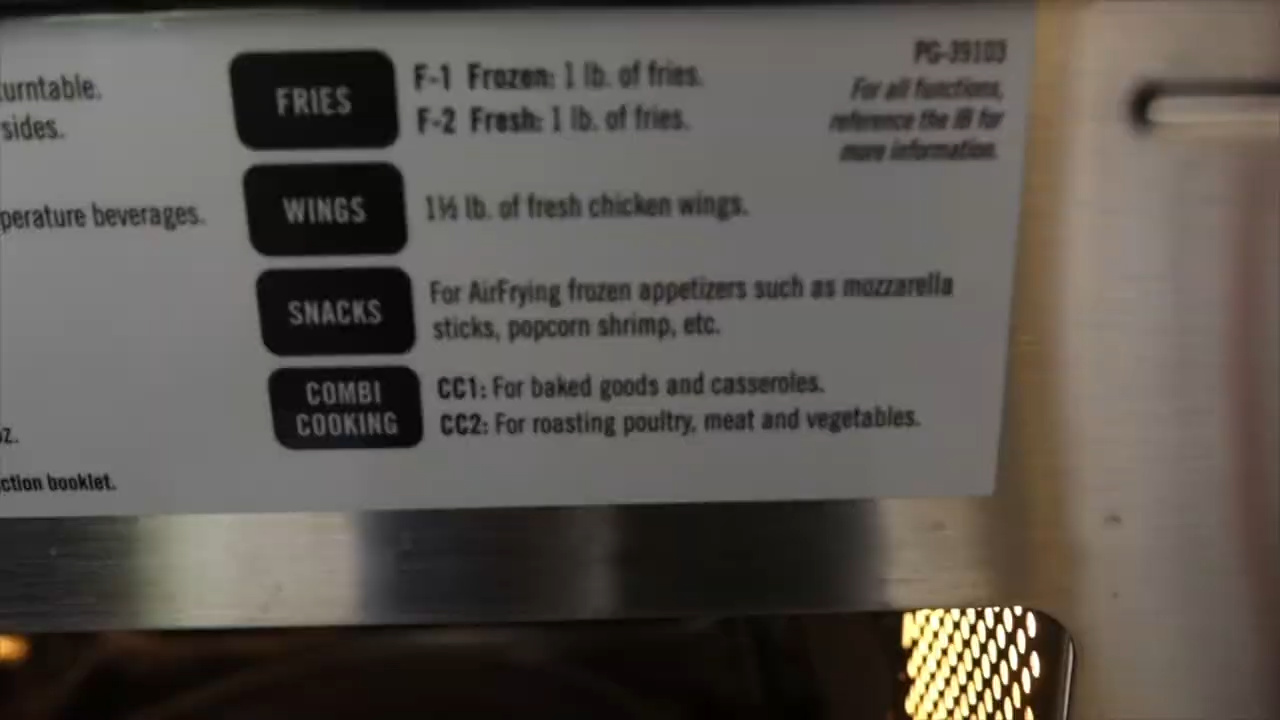 turntable.
sides.
perature beverages.
oz.
ction booklet.
FRIES
F-1 Frozen: 1 lb. of fries.
F-2 Fresh: 1 lb. of fries.
WINGS
1½ lb. of fresh chicken wings.
SNACKS
For AirFrying frozen appetizers such as mozzarella
sticks, popcorn shrimp, etc.
COMBI
COOKING
CC1: For baked goods and casseroles.
CC2: For roasting poultry, meat and vegetables.
PG-39103
For all functions,
reference the IB for
more information.